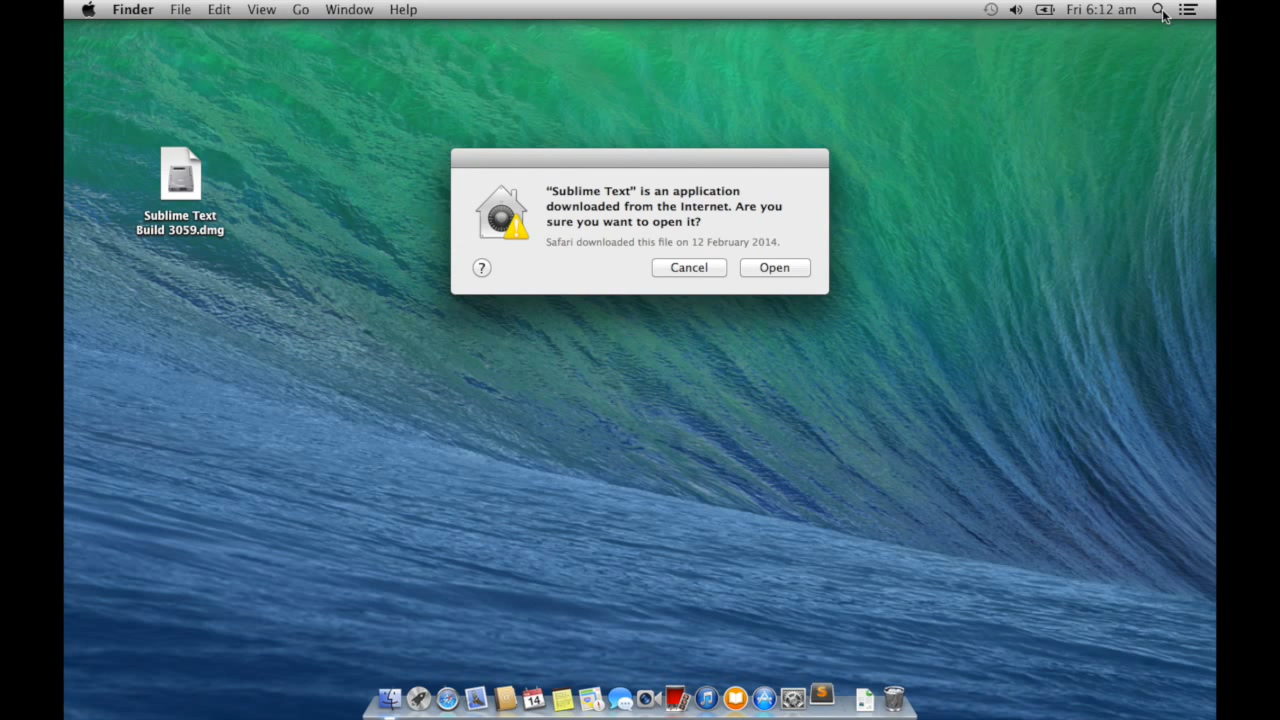 Finder File Edit View Go Window Help Fri 6:12 am
Sublime Text
Build 3059.dmg
“Sublime Text” is an application
downloaded from the Internet. Are you
sure you want to open it?
Safari downloaded this file on 12 February 2014.
? Cancel Open
14 S